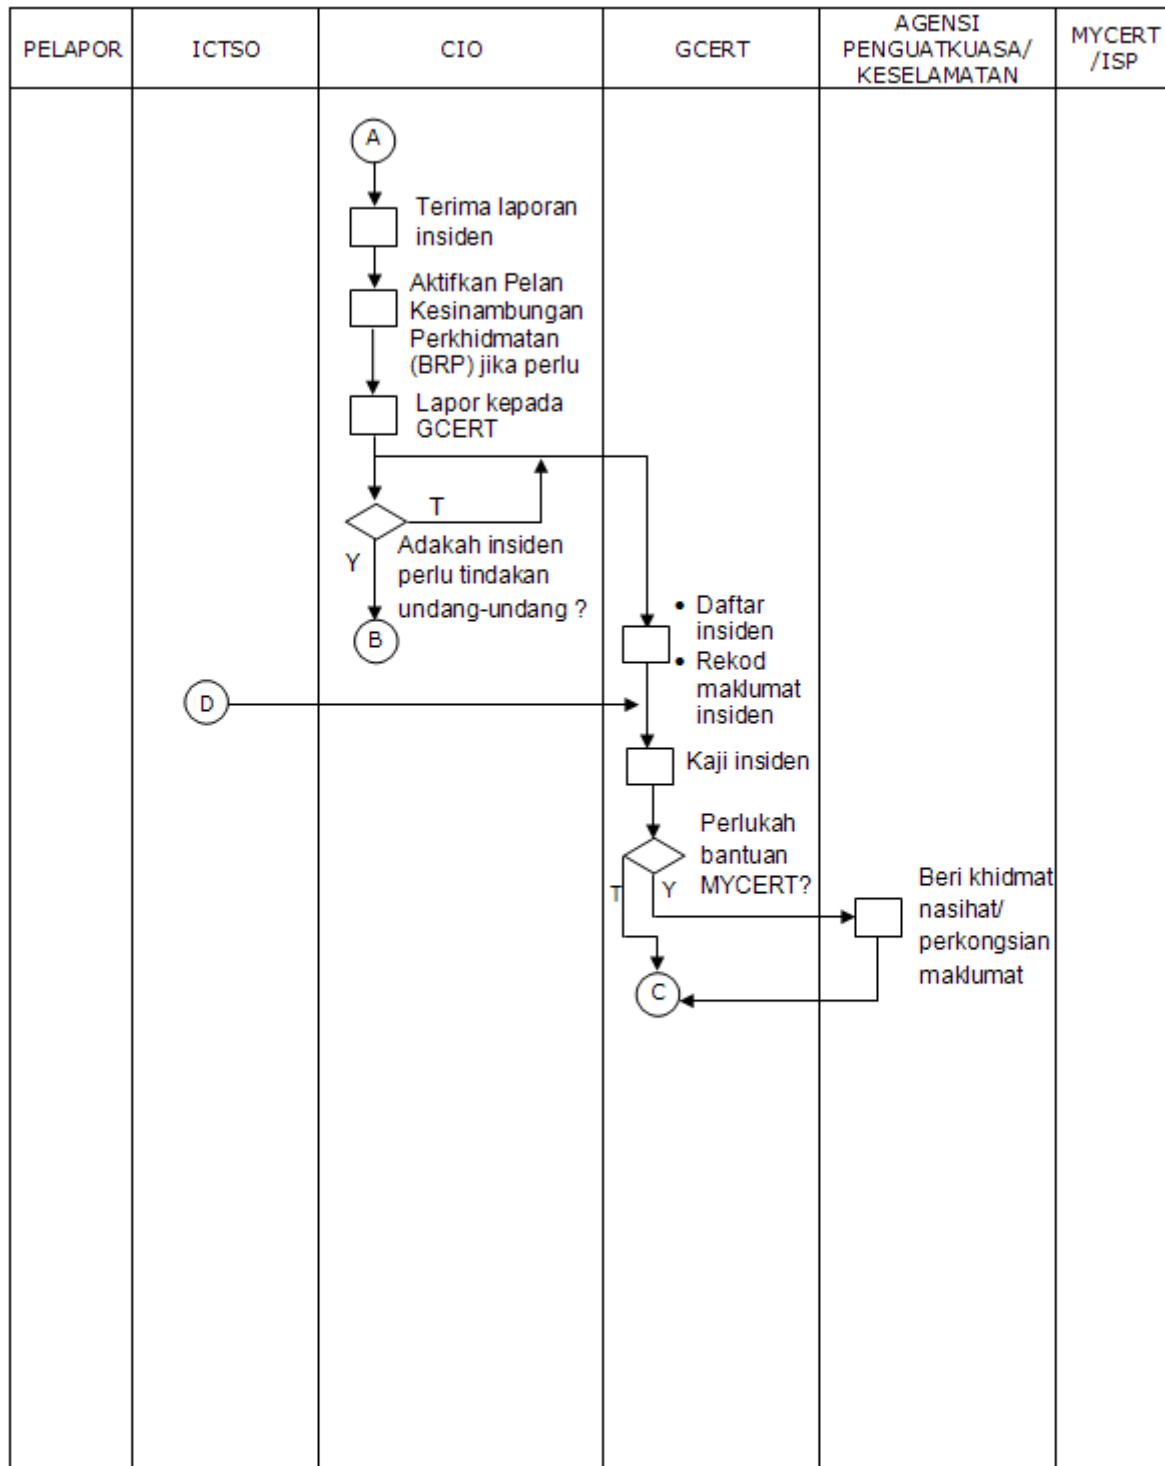 PELAPOR
ICTSO
CIO
GCERT
AGENSI
PENGUATKUASA/
KESELAMATAN
MYCERT
/ISP
A
Terima laporan
insiden
Aktifkan Pelan
Kesinambungan
Perkhidmatan
(BRP) jika perlu
Lapor kepada
GCERT
T
Y
Adakah insiden
perlu tindakan
undang-undang ?
B
• Daftar
insiden
• Rekod
maklumat
insiden
D
Kaji insiden
Perlukah
bantuan
MYCERT?
T
Y
Beri khidmat
nasihat/
perkongsian
maklumat
C